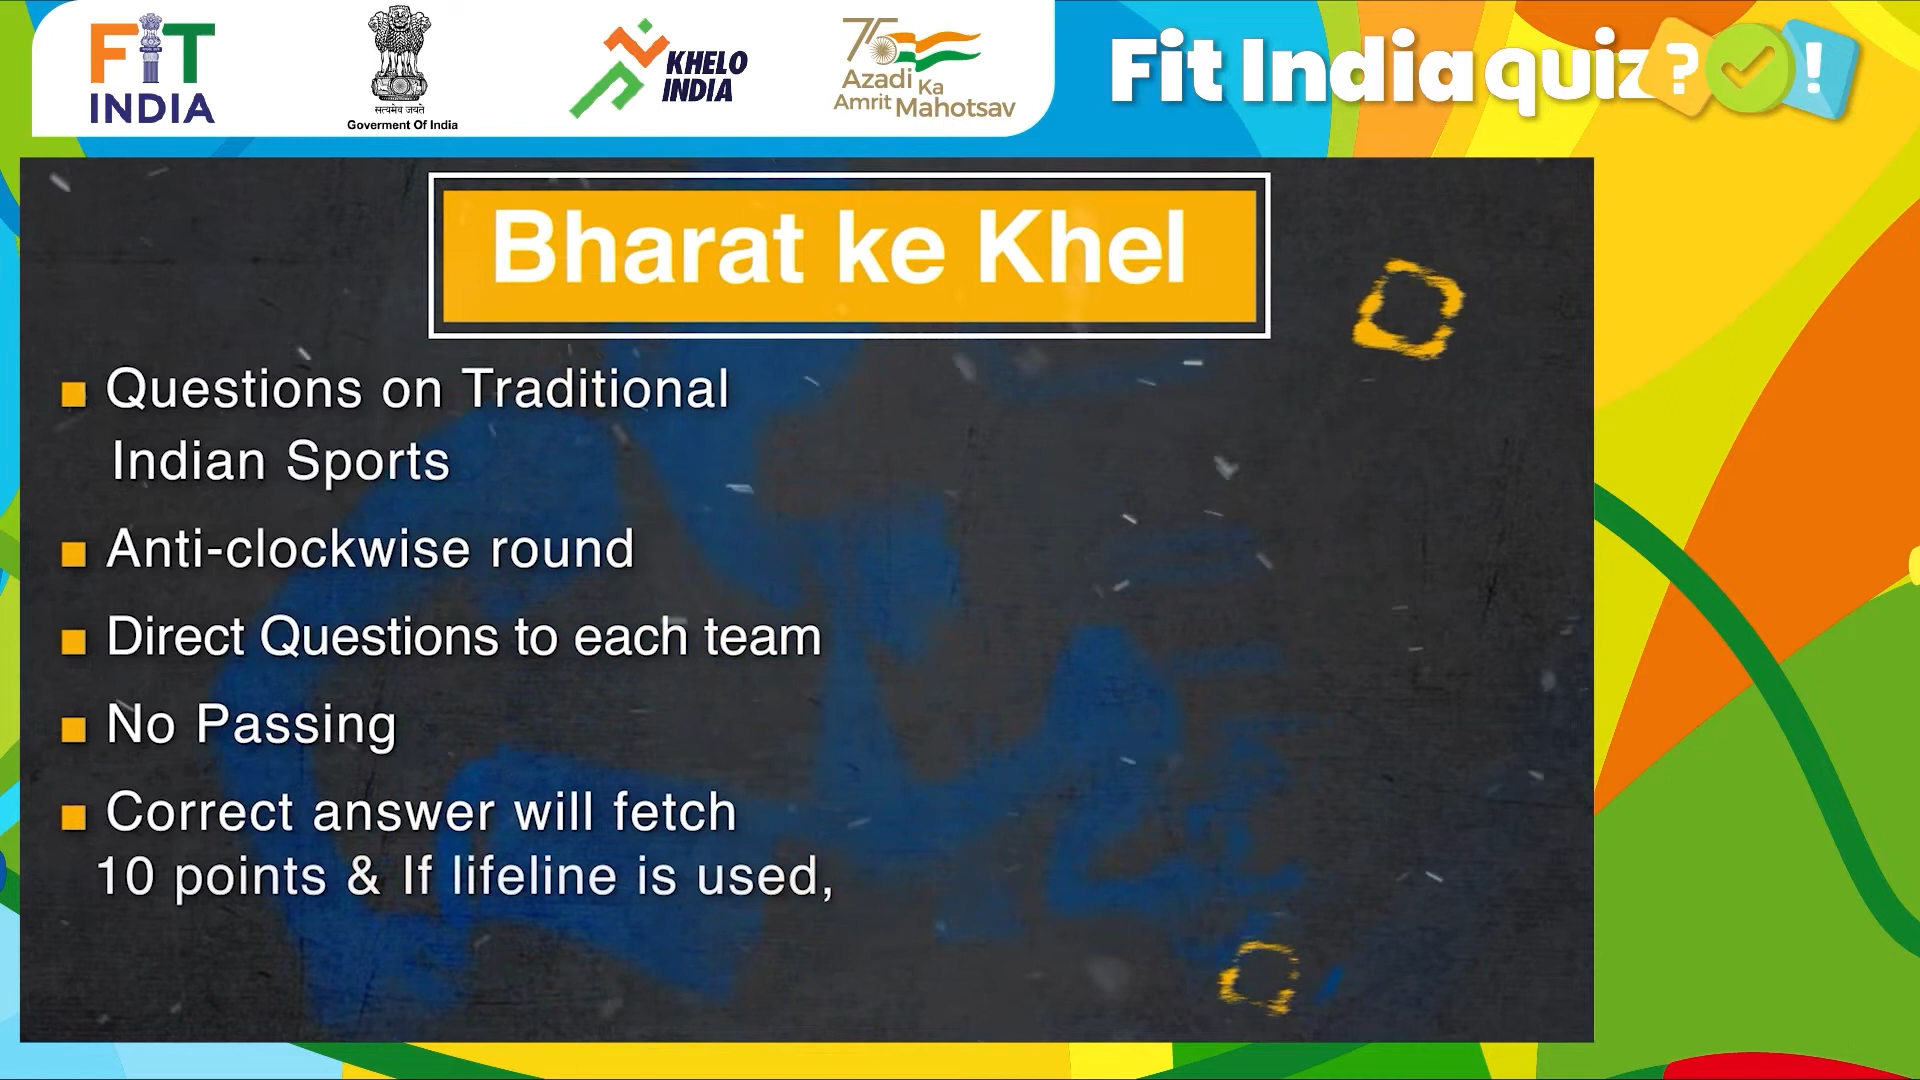 FIT
INDIA
सत्यमेव जयते
Goverment Of India
KHELO
INDIA
75
Azadi Ka
Amrit Mahotsav
Fit India quiz ? !
Bharat ke Khel
Questions on Traditional
Indian Sports
Anti-clockwise round
Direct Questions to each team
No Passing
Correct answer will fetch
10 points & If lifeline is used,